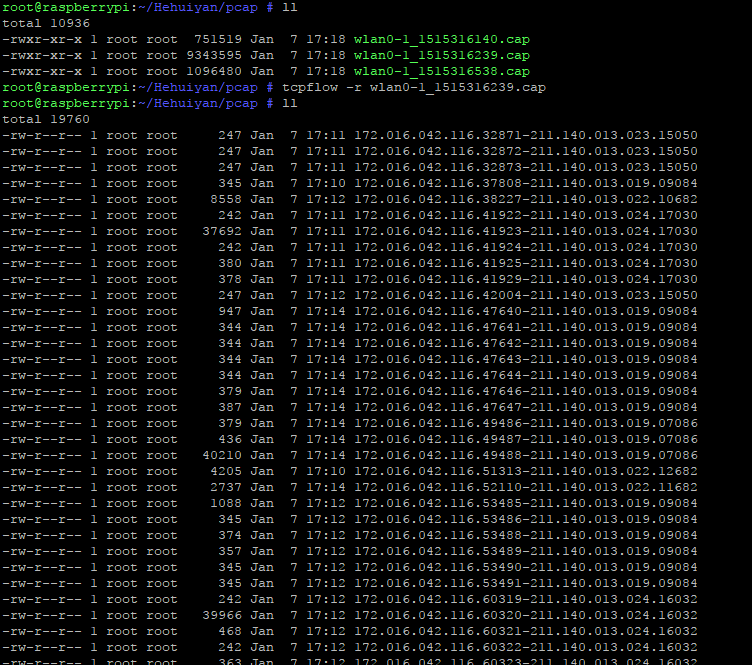 root@raspberrypi:~/Hehuiyan/pcap # ll
total 10936
-rwxr-xr-x 1 root root  751519 Jan  7 17:18 wlan0-1_1515316140.cap
-rwxr-xr-x 1 root root 9343595 Jan  7 17:18 wlan0-1_1515316239.cap
-rwxr-xr-x 1 root root 1096480 Jan  7 17:18 wlan0-1_1515316538.cap
root@raspberrypi:~/Hehuiyan/pcap # tcpflow -r wlan0-1_1515316239.cap
root@raspberrypi:~/Hehuiyan/pcap # ll
total 19760
-rw-r--r-- 1 root root     247 Jan  7 17:11 172.016.042.116.32871-211.140.013.023.15050
-rw-r--r-- 1 root root     247 Jan  7 17:11 172.016.042.116.32872-211.140.013.023.15050
-rw-r--r-- 1 root root     247 Jan  7 17:11 172.016.042.116.32873-211.140.013.023.15050
-rw-r--r-- 1 root root     345 Jan  7 17:10 172.016.042.116.37808-211.140.013.019.09084
-rw-r--r-- 1 root root    8558 Jan  7 17:12 172.016.042.116.38227-211.140.013.022.10682
-rw-r--r-- 1 root root     242 Jan  7 17:11 172.016.042.116.41922-211.140.013.024.17030
-rw-r--r-- 1 root root   37692 Jan  7 17:11 172.016.042.116.41923-211.140.013.024.17030
-rw-r--r-- 1 root root     242 Jan  7 17:11 172.016.042.116.41924-211.140.013.024.17030
-rw-r--r-- 1 root root     380 Jan  7 17:11 172.016.042.116.41925-211.140.013.024.17030
-rw-r--r-- 1 root root     378 Jan  7 17:11 172.016.042.116.41929-211.140.013.024.17030
-rw-r--r-- 1 root root     247 Jan  7 17:12 172.016.042.116.42004-211.140.013.023.15050
-rw-r--r-- 1 root root     947 Jan  7 17:14 172.016.042.116.47640-211.140.013.019.09084
-rw-r--r-- 1 root root     344 Jan  7 17:14 172.016.042.116.47641-211.140.013.019.09084
-rw-r--r-- 1 root root     344 Jan  7 17:14 172.016.042.116.47642-211.140.013.019.09084
-rw-r--r-- 1 root root     344 Jan  7 17:14 172.016.042.116.47643-211.140.013.019.09084
-rw-r--r-- 1 root root     344 Jan  7 17:14 172.016.042.116.47644-211.140.013.019.09084
-rw-r--r-- 1 root root     379 Jan  7 17:14 172.016.042.116.47646-211.140.013.019.09084
-rw-r--r-- 1 root root     387 Jan  7 17:14 172.016.042.116.47647-211.140.013.019.09084
-rw-r--r-- 1 root root     379 Jan  7 17:14 172.016.042.116.49486-211.140.013.019.07086
-rw-r--r-- 1 root root     436 Jan  7 17:14 172.016.042.116.49487-211.140.013.019.07086
-rw-r--r-- 1 root root   40210 Jan  7 17:14 172.016.042.116.49488-211.140.013.019.07086
-rw-r--r-- 1 root root    4205 Jan  7 17:10 172.016.042.116.51313-211.140.013.022.12682
-rw-r--r-- 1 root root    2737 Jan  7 17:14 172.016.042.116.52110-211.140.013.022.11682
-rw-r--r-- 1 root root    1088 Jan  7 17:12 172.016.042.116.53485-211.140.013.019.09084
-rw-r--r-- 1 root root     345 Jan  7 17:12 172.016.042.116.53486-211.140.013.019.09084
-rw-r--r-- 1 root root     374 Jan  7 17:12 172.016.042.116.53488-211.140.013.019.09084
-rw-r--r-- 1 root root     357 Jan  7 17:12 172.016.042.116.53489-211.140.013.019.09084
-rw-r--r-- 1 root root     345 Jan  7 17:12 172.016.042.116.53490-211.140.013.019.09084
-rw-r--r-- 1 root root     345 Jan  7 17:12 172.016.042.116.53491-211.140.013.019.09084
-rw-r--r-- 1 root root     242 Jan  7 17:12 172.016.042.116.60319-211.140.013.024.16032
-rw-r--r-- 1 root root   39966 Jan  7 17:12 172.016.042.116.60320-211.140.013.024.16032
-rw-r--r-- 1 root root     468 Jan  7 17:12 172.016.042.116.60321-211.140.013.024.16032
-rw-r--r-- 1 root root     242 Jan  7 17:12 172.016.042.116.60322-211.140.013.024.16032
-rw-r--r-- 1 root root     363 Jan  7 17:12 172.016.042.116.60323-211.140.013.024.16032